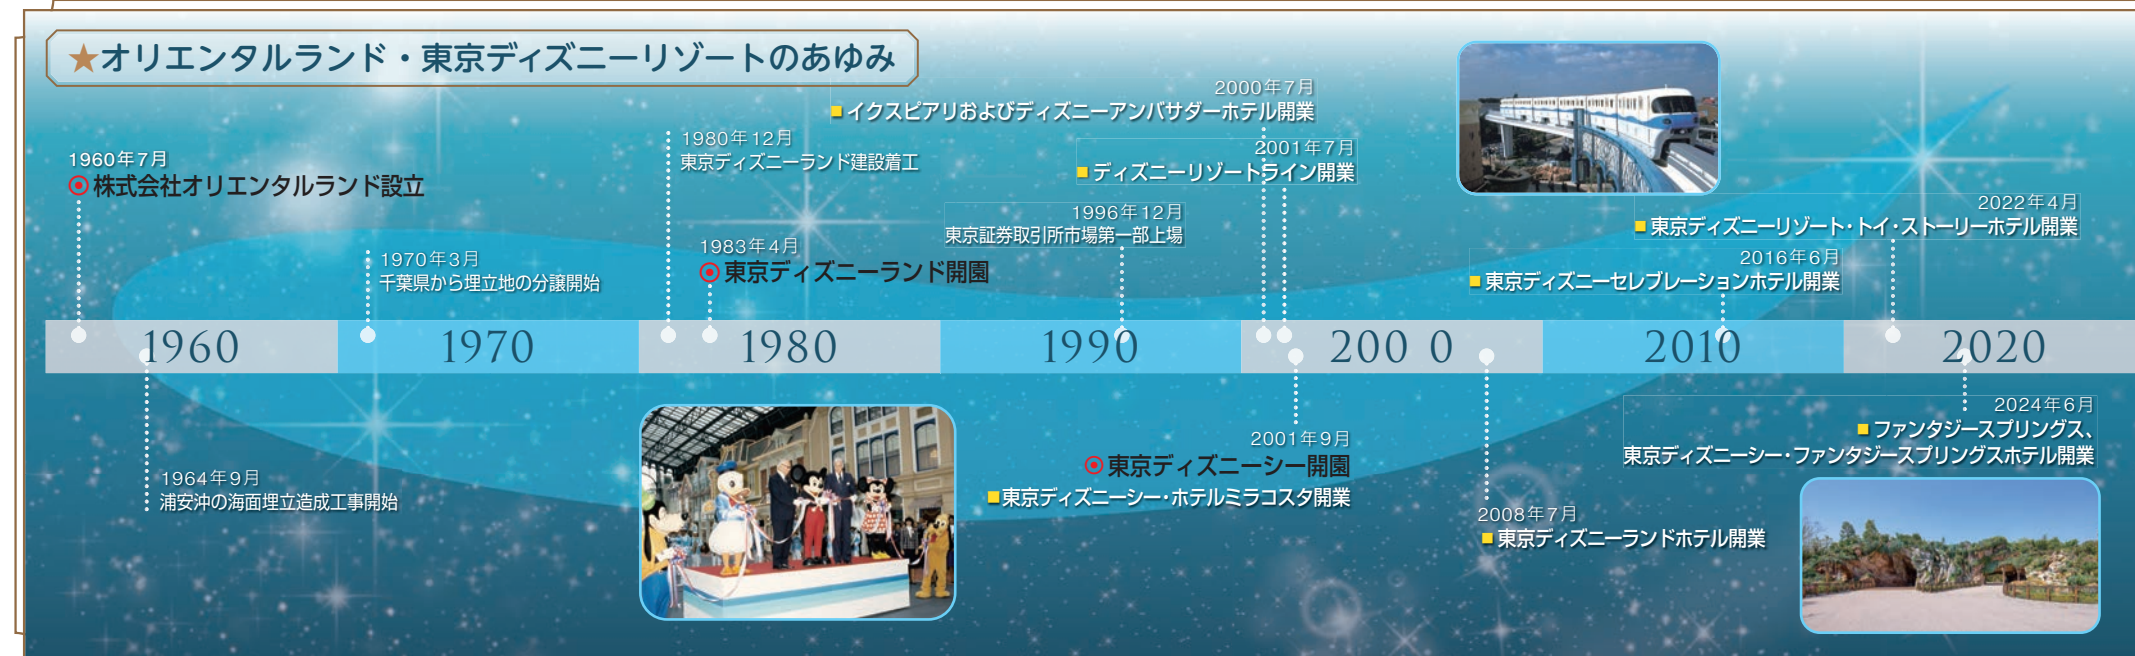 ★オリエンタルランド・東京ディズニーリゾートのあゆみ
1960年7月
株式会社オリエンタルランド設立
1970年3月
千葉県から埋立地の分譲開始
1980年12月
東京ディズニーランド建設着工
1983年4月
東京ディズニーランド開園
2000年7月
■イクスピアリおよびディズニーアンバサダーホテル開業
2001年7月
■ディズニーリゾートライン開業
1996年12月
東京証券取引所市場第一部上場
2022年4月
■東京ディズニーリゾート・トイ・ストーリーホテル開業
2016年6月
■東京ディズニーセレブレーションホテル開業
1960 1970 1980 1990 200 0 2010 2020
1964年9月
浦安沖の海面埋立造成工事開始
2001年9月
東京ディズニーシー開園
■東京ディズニーシー・ホテルミラコスタ開業
2008年7月
■東京ディズニーランドホテル開業
2024年6月
■ファンタジースプリングス、
東京ディズニーシー・ファンタジースプリングスホテル開業